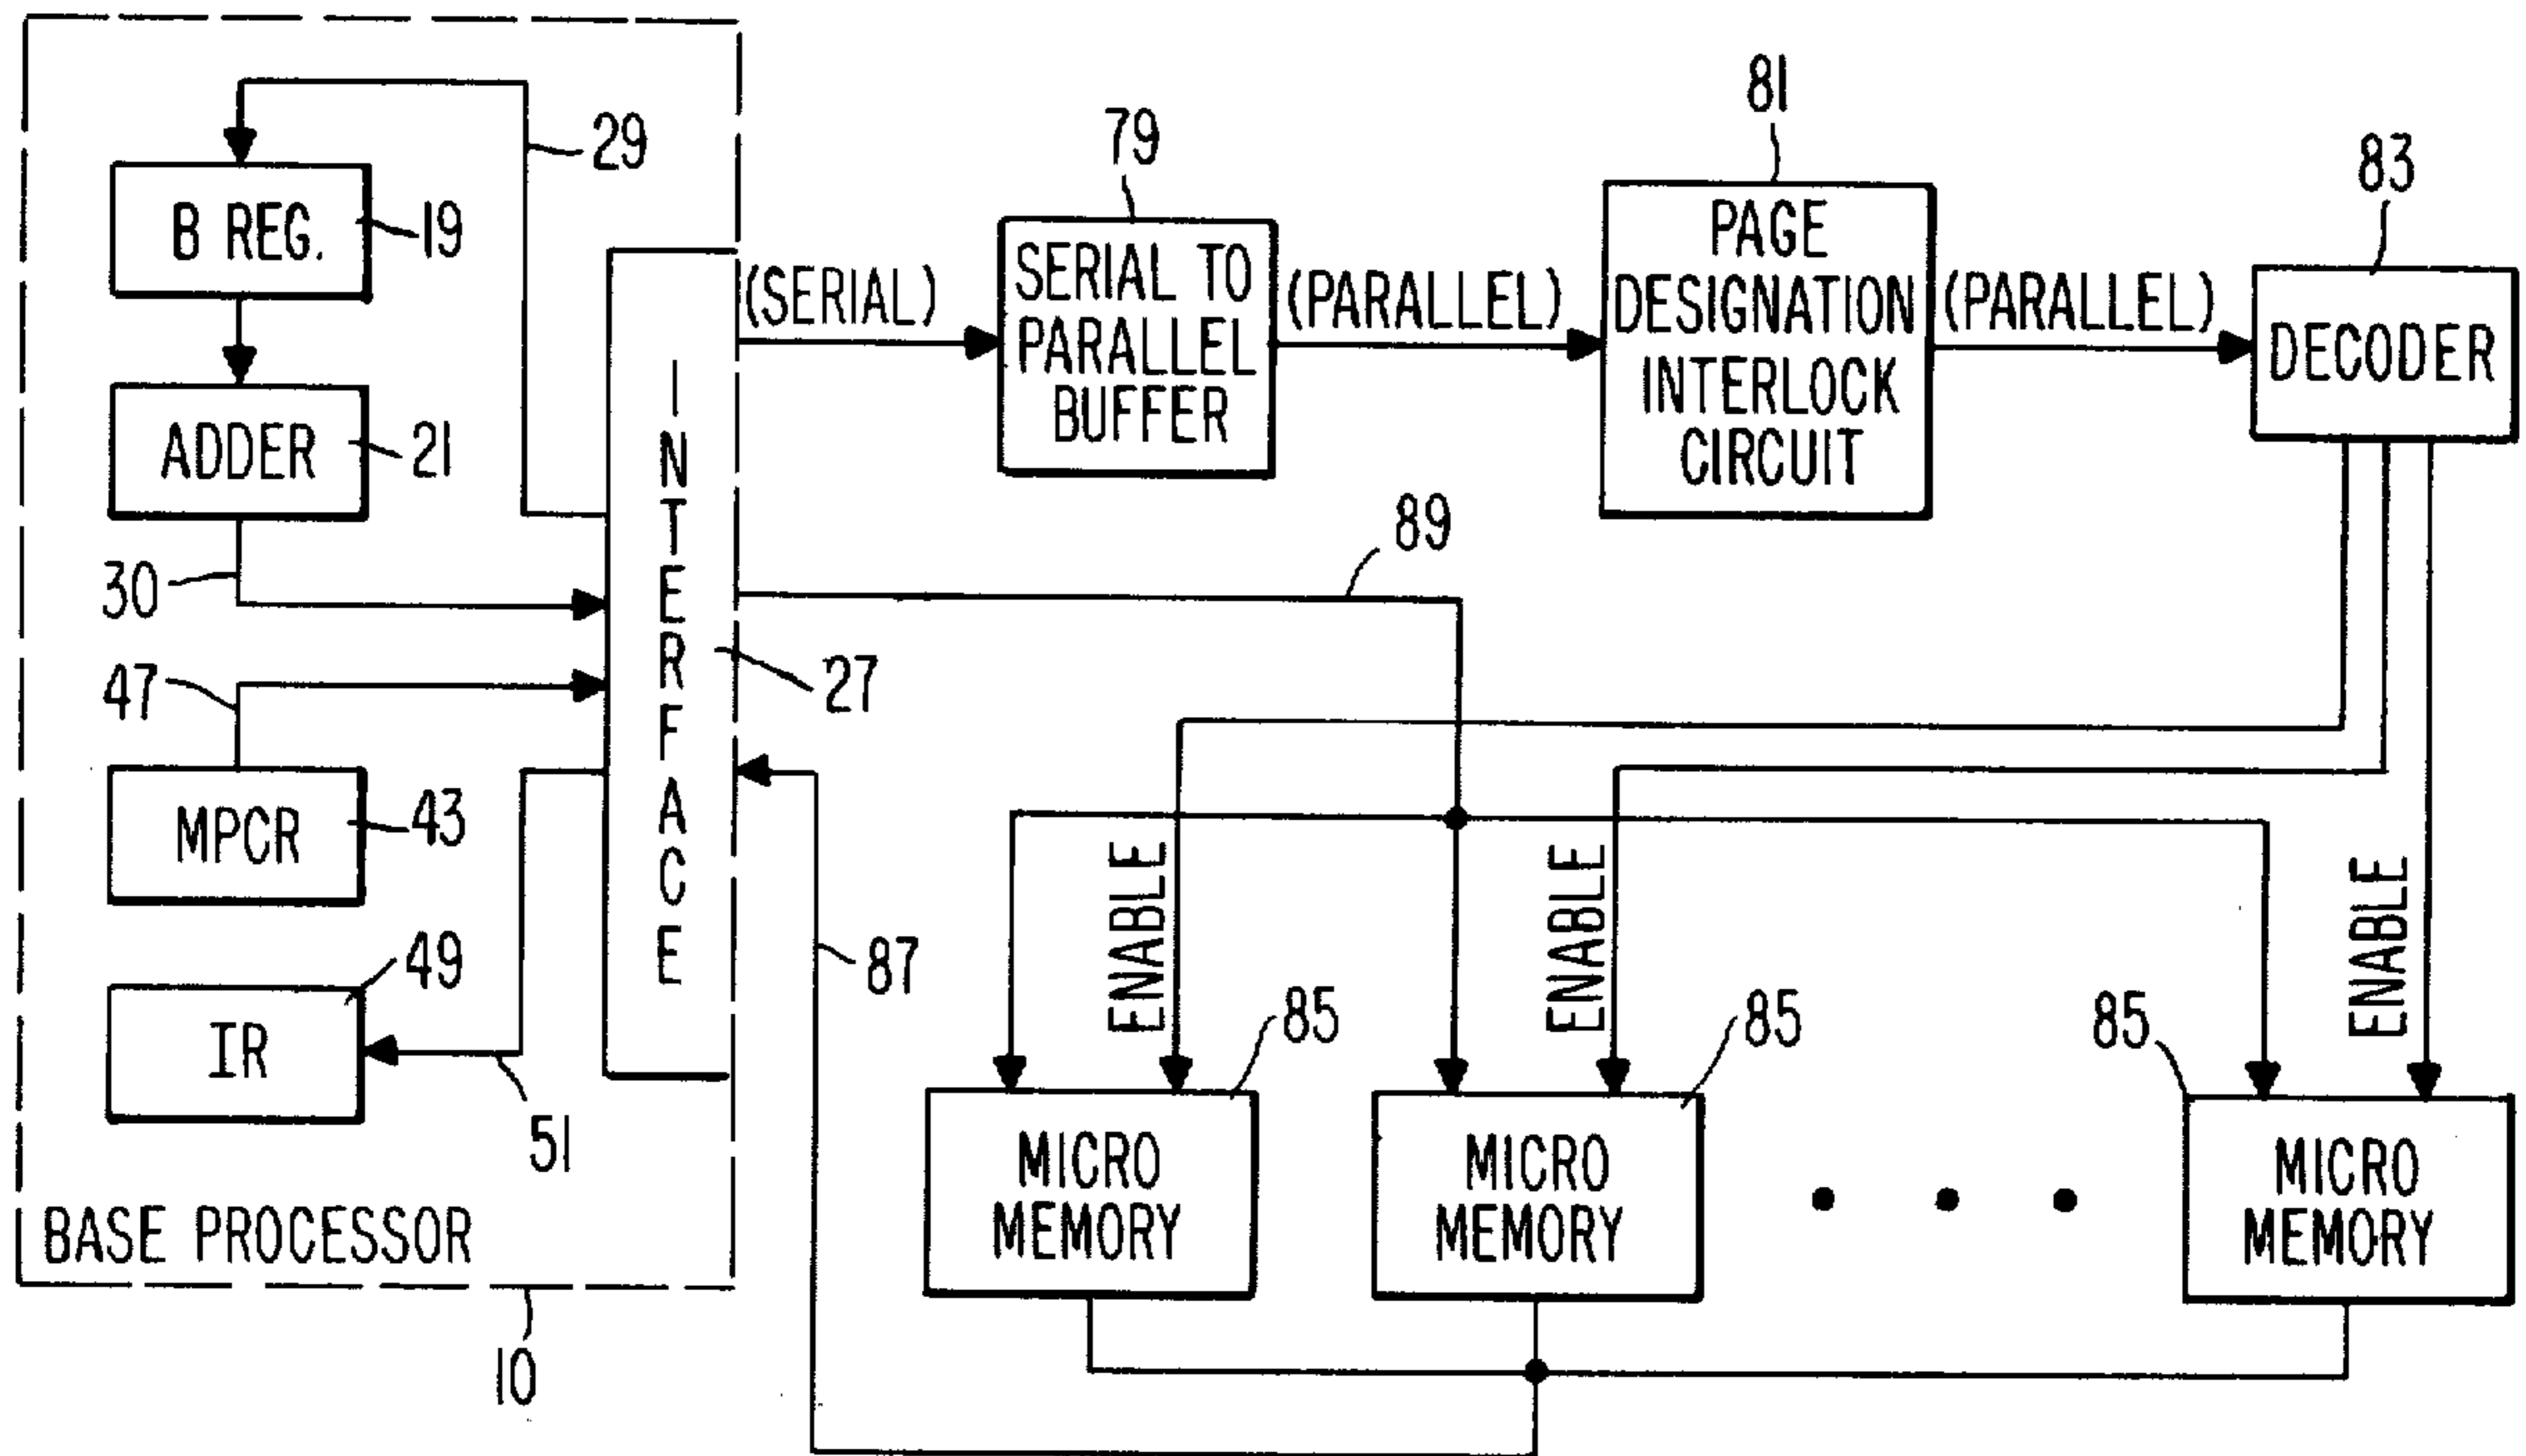 81
79
83
29
B REG.
19
(SERIAL)
SERIAL TO
PARALLEL
BUFFER
(PARALLEL)
PAGE
DESIGNATION
INTERLOCK
CIRCUIT
(PARALLEL)
DECODER
ADDER
21
30
INTERFACE
89
27
47
MPCR
43
IR
49
51
87
ENABLE
ENABLE
ENABLE
85
85
85
MICRO
MEMORY
MICRO
MEMORY
MICRO
MEMORY
BASE PROCESSOR
10